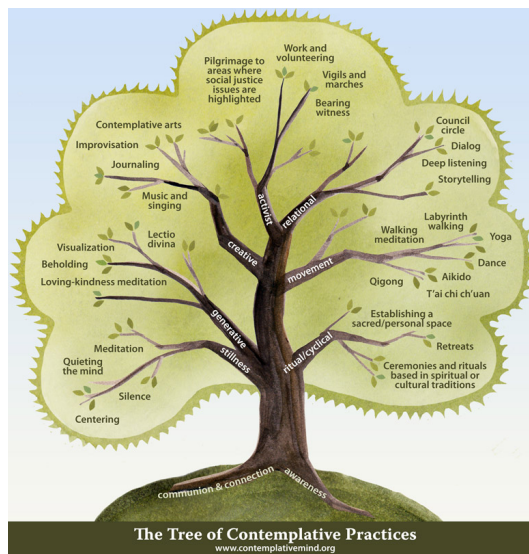 Work and
volunteering
Pilgrimage to
areas where
social justice
issues are
highlighted
Vigils and
marches
Bearing
witness
Contemplative arts
Improvisation
Journaling
Music and
singing
creative
activist
relational
Council
circle
Dialog
Deep listening
Storytelling
Lectio
divina
Visualization
Beholding
Loving-kindness meditation
generative
movement
Walking
meditation
Labyrinth
walking
Yoga
Dance
Aikido
Qigong
T'ai chi ch'uan
Meditation
Quieting
the mind
Silence
Centering
stillness
ritual/cyclical
Establishing a
sacred/personal space
Retreats
Ceremonies and rituals
based in spiritual or
cultural traditions
communion & connection
awareness
The Tree of Contemplative Practices
www.contemplativemind.org